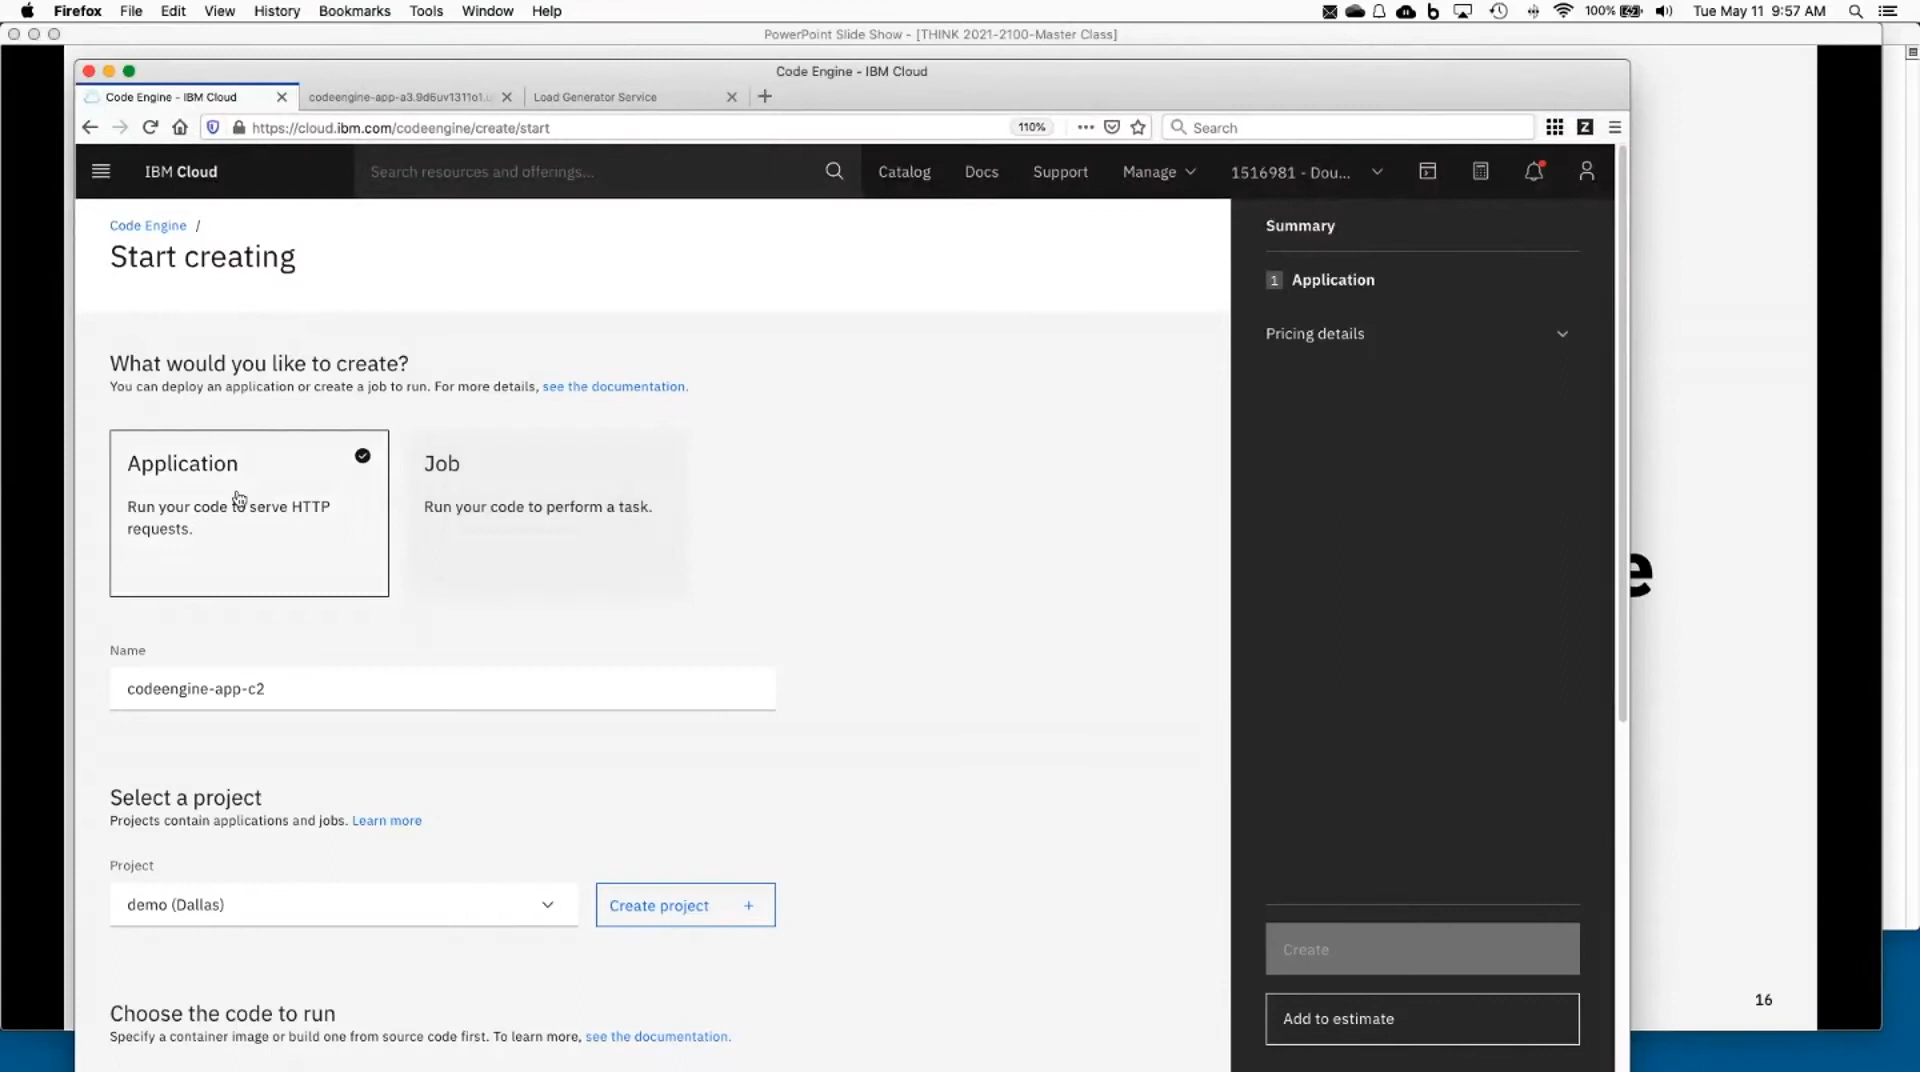 Firefox File Edit View History Bookmarks Tools Window Help 100% Tue May 11 9:57 AM
PowerPoint Slide Show - [THINK 2021-2100-Master Class]
Code Engine - IBM Cloud
Code Engine - IBM Cloud codeengine-app-a3.9d6uv1311o1.u Load Generator Service
https://cloud.ibm.com/codeengine/create/start 110% Search
IBM Cloud Search resources and offerings... Catalog Docs Support Manage 1516981 - Dou...
Code Engine /
Start creating
What would you like to create?
You can deploy an application or create a job to run. For more details, see the documentation.
Application
Run your code to serve HTTP
requests.
Job
Run your code to perform a task.
Name
codeengine-app-c2
Select a project
Projects contain applications and jobs. Learn more
Project
demo (Dallas)
Create project +
Choose the code to run
Specify a container image or build one from source code first. To learn more, see the documentation.
Summary
1 Application
Pricing details
Create
Add to estimate
e
16